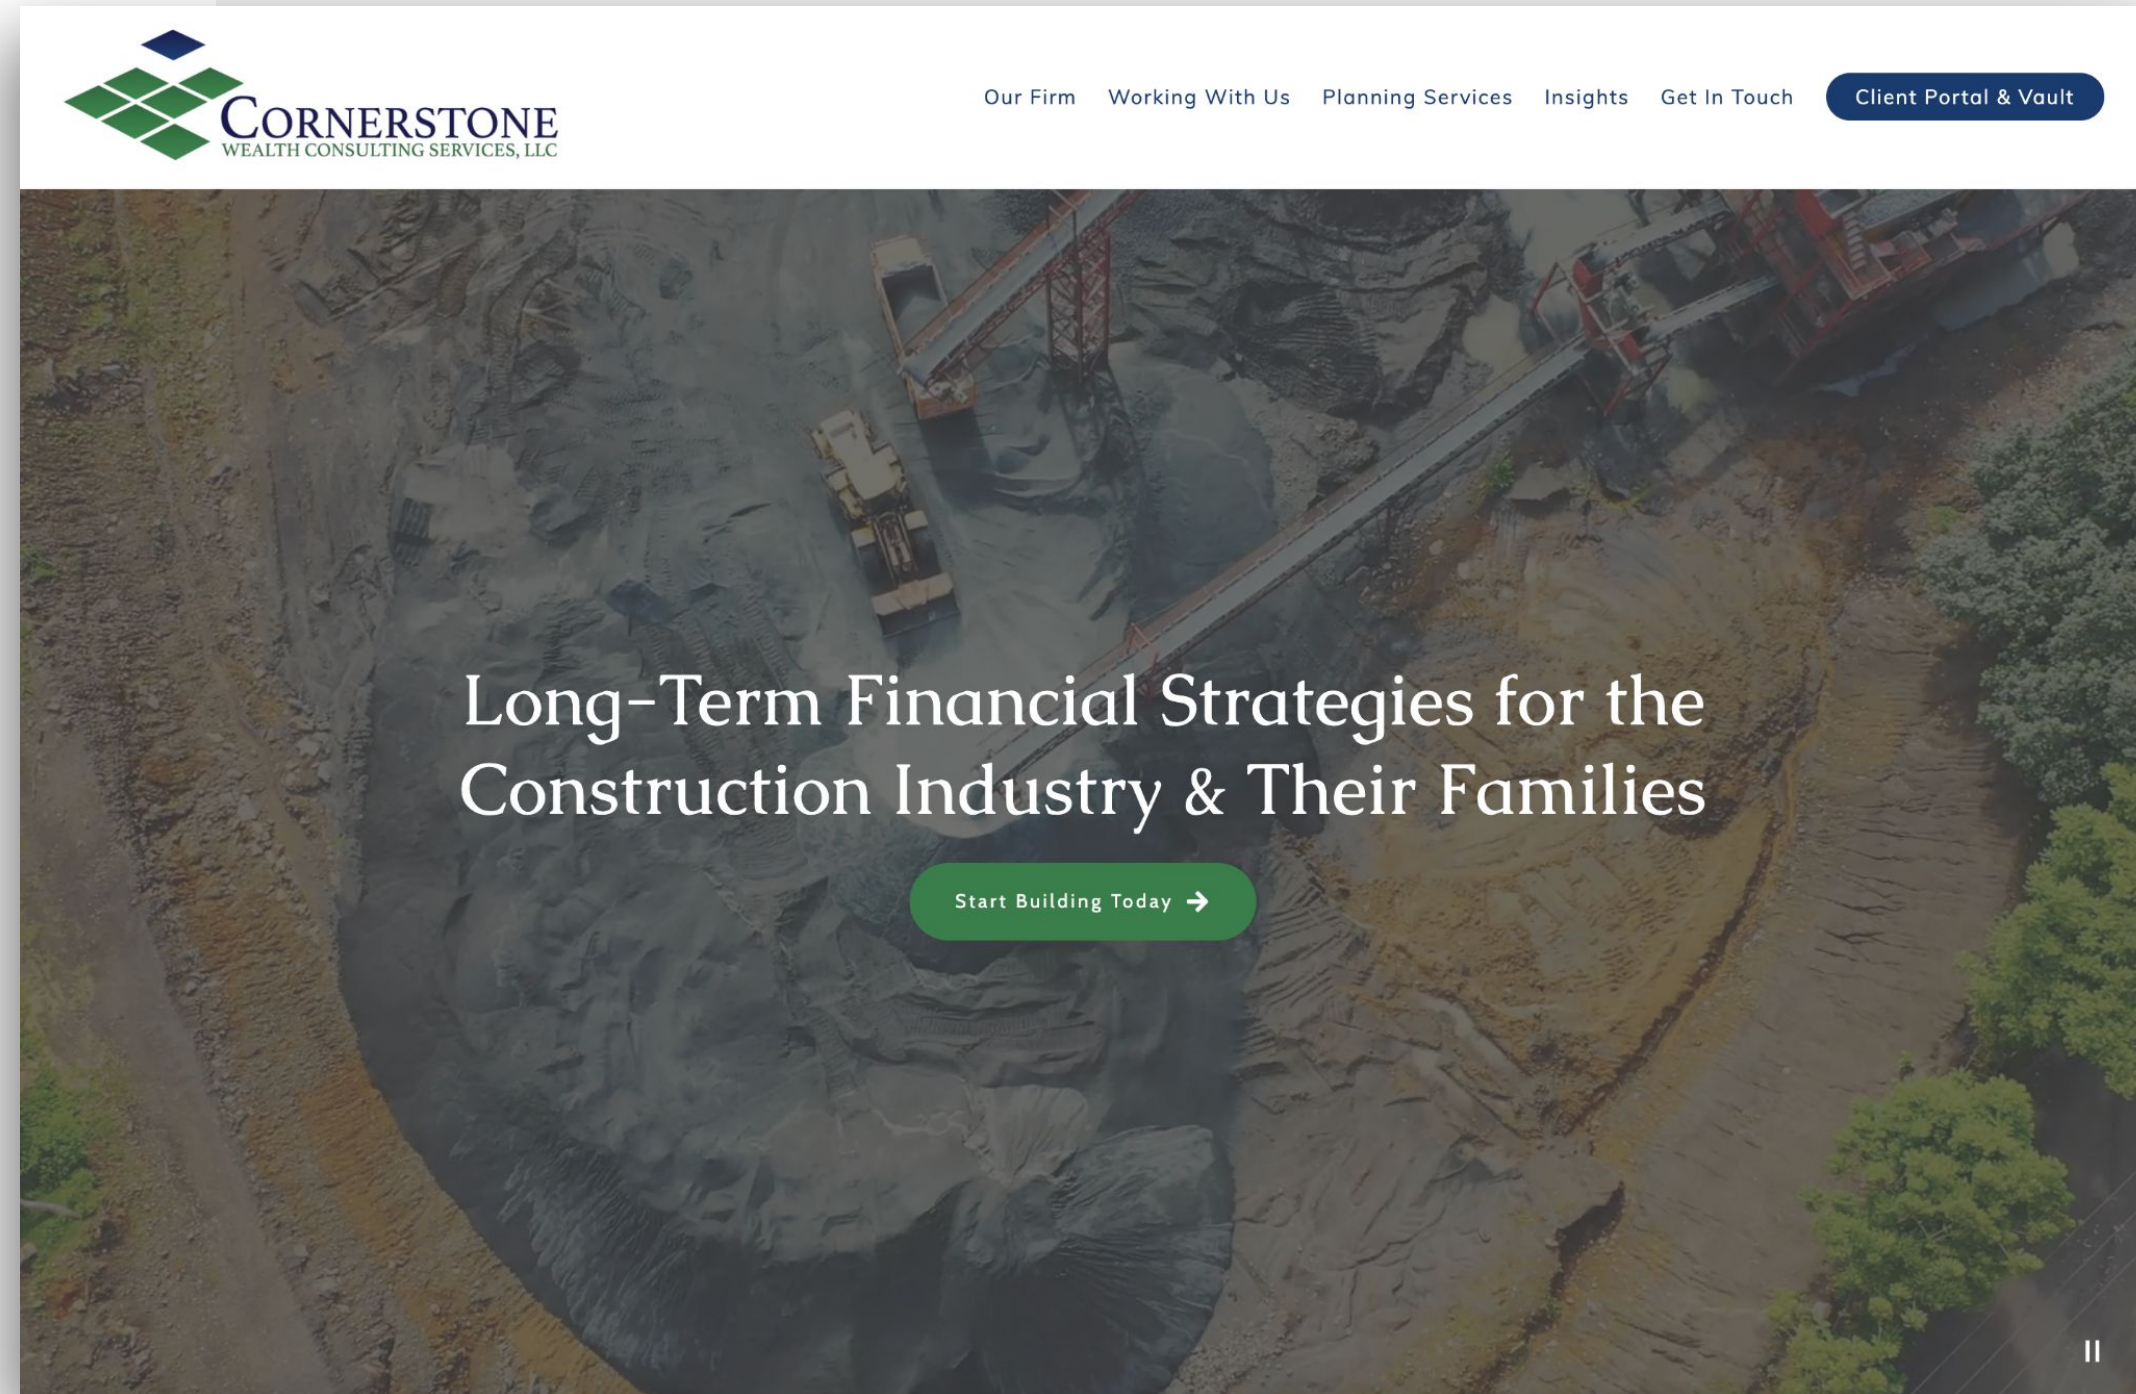 CORNERSTONE
WEALTH CONSULTING SERVICES, LLC
Our Firm Working With Us Planning Services Insights Get In Touch Client Portal & Vault
Long-Term Financial Strategies for the
Construction Industry & Their Families
Start Building Today